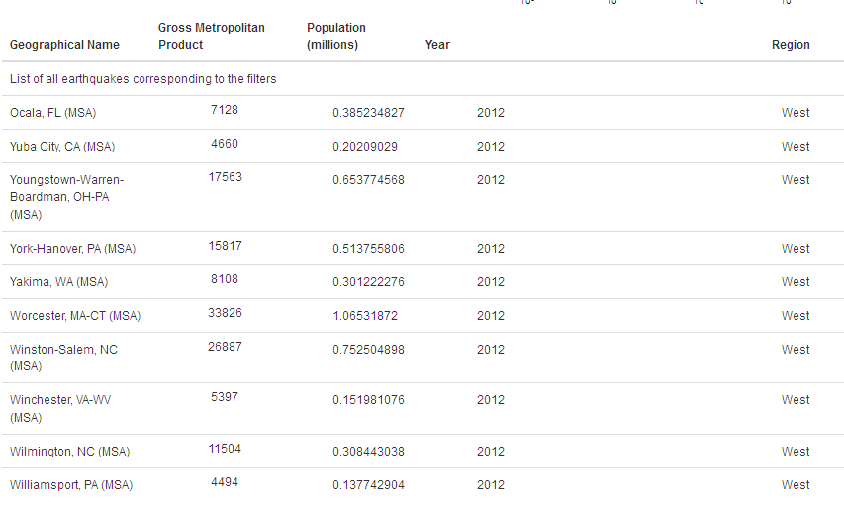 Geographical Name Gross Metropolitan Product Population (millions) Year Region
List of all earthquakes corresponding to the filters
Ocala, FL (MSA) 7128 0.385234827 2012 West
Yuba City, CA (MSA) 4660 0.20209029 2012 West
Youngstown-Warren-Boardman, OH-PA (MSA) 17563 0.653774568 2012 West
York-Hanover, PA (MSA) 15817 0.513755806 2012 West
Yakima, WA (MSA) 8108 0.301222276 2012 West
Worcester, MA-CT (MSA) 33826 1.06531872 2012 West
Winston-Salem, NC (MSA) 26887 0.752504898 2012 West
Winchester, VA-WV (MSA) 5397 0.151981076 2012 West
Wilmington, NC (MSA) 11504 0.308443038 2012 West
Williamsport, PA (MSA) 4494 0.137742904 2012 West